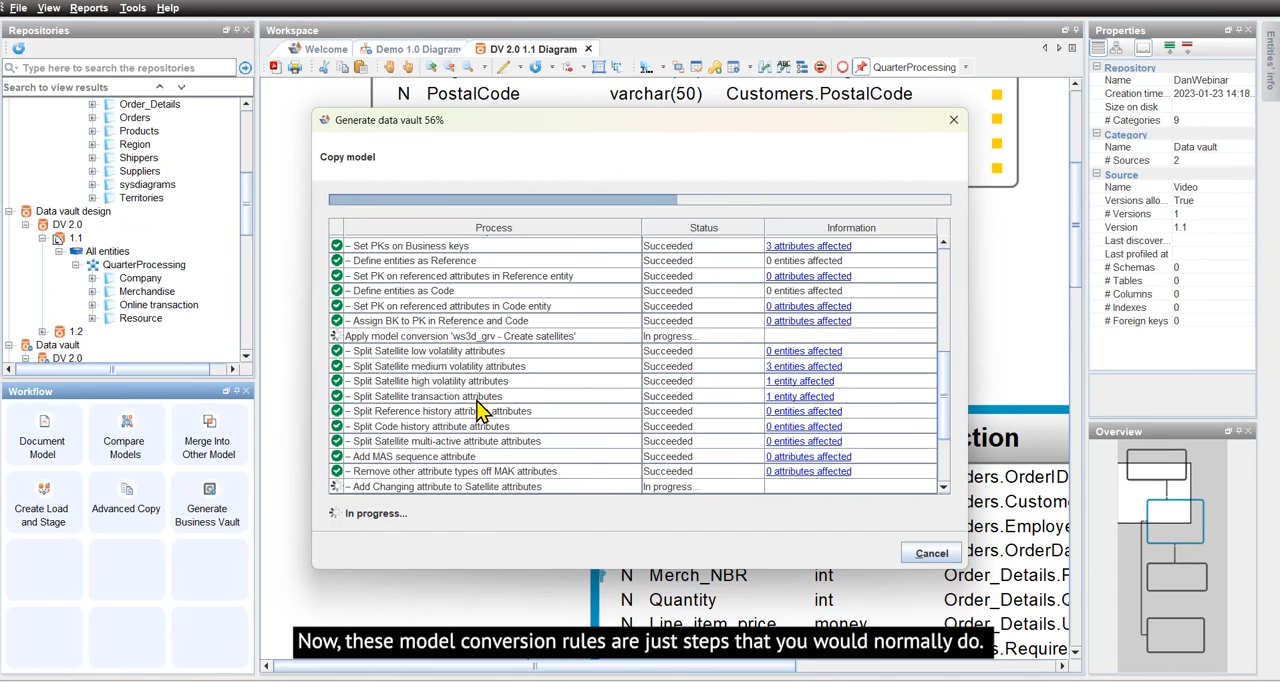 File View Reports Tools Help
Repositories
Type here to search the repositories
Search to view results
Order_Details
Orders
Products
Region
Shippers
Suppliers
sysdiagrams
Territories
Data vault design
DV 2.0
1.1
All entities
QuarterProcessing
Company
Merchandise
Online transaction
Resource
1.2
Data vault
DV 2.0
Workflow
Document Model
Compare Models
Merge Into Other Model
Create Load and Stage
Advanced Copy
Generate Business Vault
Workspace
Welcome
Demo 1.0 Diagram
DV 2.0 1.1 Diagram
QuarterProcessing
N PostalCode varchar(50) Customers.PostalCode
Generate data vault 56%
Copy model
Process Status Information
– Set PKs on Business keys Succeeded 3 attributes affected
– Define entities as Reference Succeeded 0 entities affected
– Set PK on referenced attributes in Reference entity Succeeded 0 attributes affected
– Define entities as Code Succeeded 0 entities affected
– Set PK on referenced attributes in Code entity Succeeded 0 attributes affected
– Assign BK to PK in Reference and Code Succeeded 0 attributes affected
Apply model conversion 'ws3d_grv - Create satellites' In progress...
– Split Satellite low volatility attributes Succeeded 0 entities affected
– Split Satellite medium volatility attributes Succeeded 3 entities affected
– Split Satellite high volatility attributes Succeeded 1 entity affected
– Split Satellite transaction attributes Succeeded 1 entity affected
– Split Reference history attribute attributes Succeeded 0 entities affected
– Split Code history attribute attributes Succeeded 0 entities affected
– Split Satellite multi-active attribute attributes Succeeded 0 entities affected
– Add MAS sequence attribute Succeeded 0 attributes affected
– Remove other attribute types off MAK attributes Succeeded 0 attributes affected
– Add Changing attribute to Satellite attributes In progress...
In progress...
Cancel
ction
ders.OrderID
ders.Custome
ders.Employe
ders.OrderDa
N Merch_NBR int Order_Details.F
N Quantity int Order_Details.Q
N Line_item_price money Order_Details.U
ders.Require
Now, these model conversion rules are just steps that you would normally do.
Properties
Repository
Name DanWebinar
Creation time... 2023-01-23 14:18...
Size on disk
# Categories 9
Category
Name Data vault
# Sources 2
Source
Name Video
Versions allo... True
# Versions 1
Version 1.1
Last discover...
Last profiled at
# Schemas 0
# Tables 0
# Columns 0
# Indexes 0
# Foreign keys 0
Overview
Entities' info